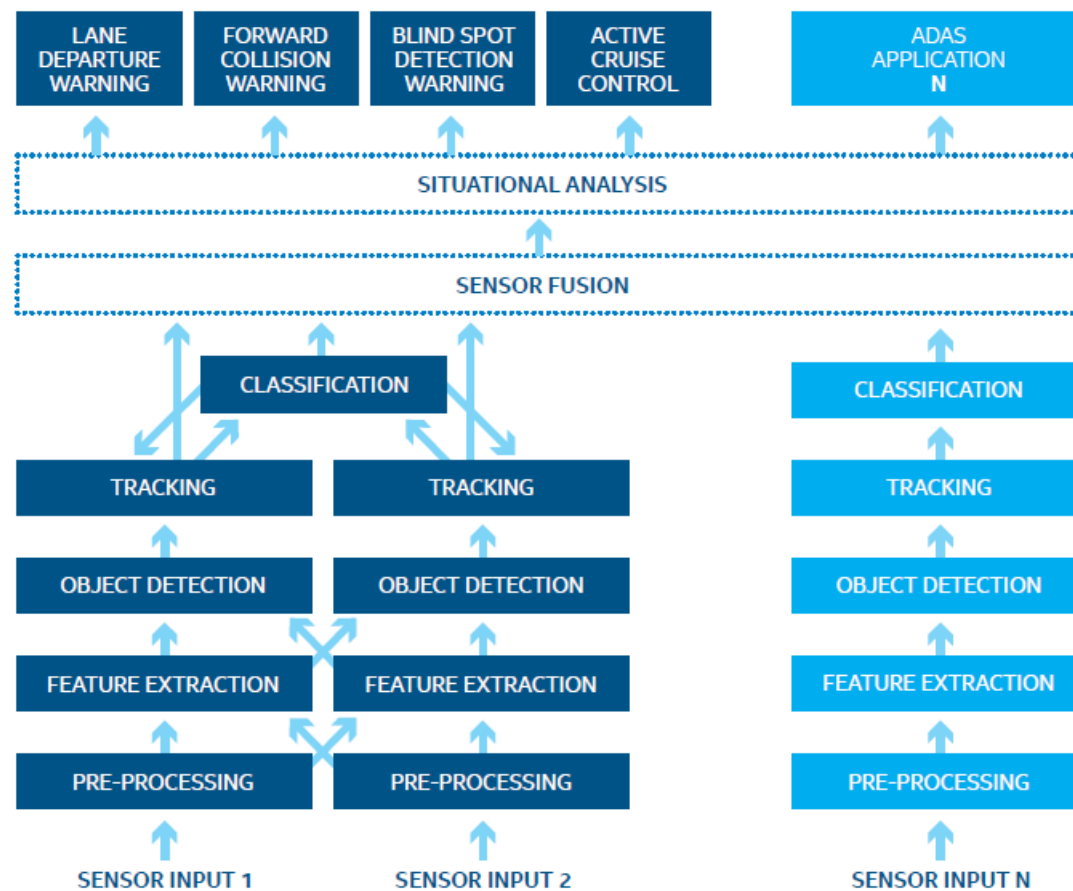 LANE
DEPARTURE
WARNING
FORWARD
COLLISION
WARNING
BLIND SPOT
DETECTION
WARNING
ACTIVE
CRUISE
CONTROL
ADAS
APPLICATION
N
SITUATIONAL ANALYSIS
SENSOR FUSION
CLASSIFICATION
CLASSIFICATION
TRACKING
TRACKING
TRACKING
OBJECT DETECTION
OBJECT DETECTION
OBJECT DETECTION
FEATURE EXTRACTION
FEATURE EXTRACTION
FEATURE EXTRACTION
PRE-PROCESSING
PRE-PROCESSING
PRE-PROCESSING
SENSOR INPUT 1
SENSOR INPUT 2
SENSOR INPUT N